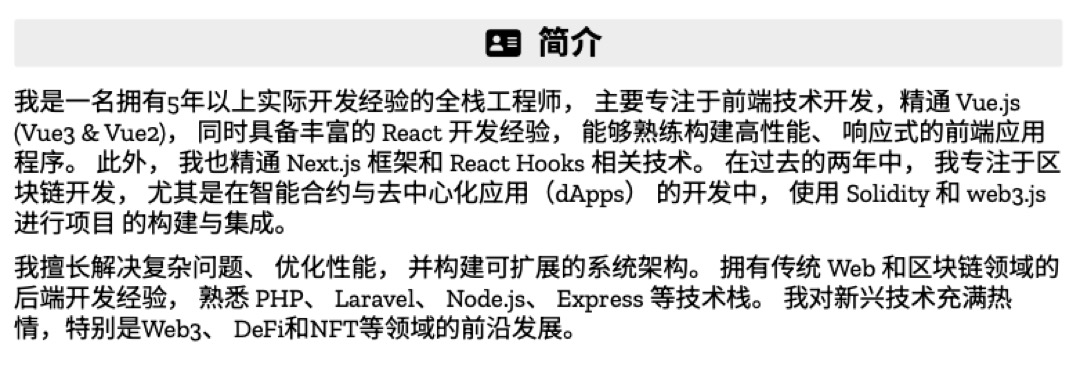 简介
我是一名拥有5年以上实际开发经验的全栈工程师， 主要专注于前端技术开发，精通 Vue.js
(Vue3 & Vue2)， 同时具备丰富的 React 开发经验， 能够熟练构建高性能、 响应式的前端应用
程序。 此外， 我也精通 Next.js 框架和 React Hooks 相关技术。 在过去的两年中， 我专注于区
块链开发， 尤其是在智能合约与去中心化应用（dApps） 的开发中， 使用 Solidity 和 web3.js
进行项目 的构建与集成。
我擅长解决复杂问题、 优化性能， 并构建可扩展的系统架构。 拥有传统 Web 和区块链领域的
后端开发经验， 熟悉 PHP、 Laravel、 Node.js、 Express 等技术栈。 我对新兴技术充满热
情，特别是Web3、 DeFi和NFT等领域的前沿发展。